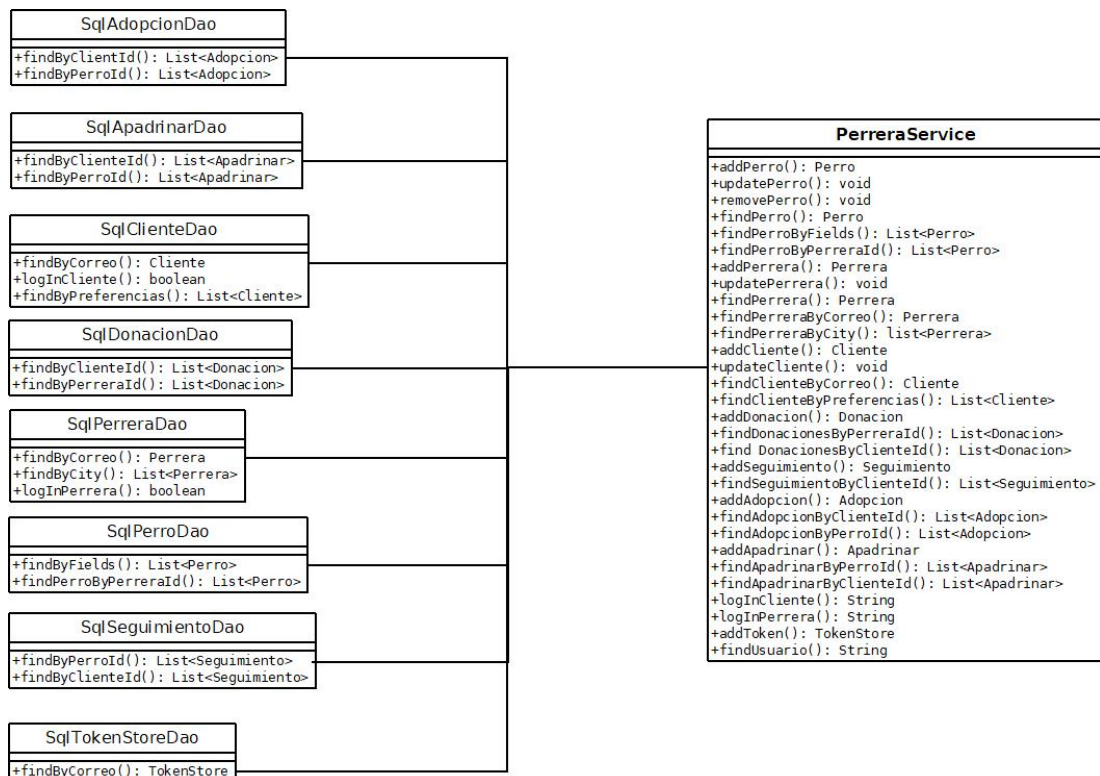 SqlAdopcionDao
+findByClientId(): List<Adopcion>
+findByPerroId(): List<Adopcion>
SqlApadrinarDao
+findByClienteId(): List<Apadrinar>
+findByPerroId(): List<Apadrinar>
SqlClienteDao
+findByCorreo(): Cliente
+logInCliente(): boolean
+findByPreferencias(): List<Cliente>
SqlDonacionDao
+findByClienteId(): List<Donacion>
+findByPerreraId(): List<Donacion>
SqlPerreraDao
+findByCorreo(): Perrera
+findByCity(): List<Perrera>
+logInPerrera(): boolean
SqlPerroDao
+findByFields(): List<Perro>
+findPerroByPerreraId(): List<Perro>
SqlSeguimientoDao
+findByPerroId(): List<Seguimiento>
+findByClienteId(): List<Seguimiento>
SqlTokenStoreDao
+findByCorreo(): TokenStore
PerreraService
+addPerro(): Perro
+updatePerro(): void
+removePerro(): void
+findPerro(): Perro
+findPerroByFields(): List<Perro>
+findPerroByPerreraId(): List<Perro>
+addPerrera(): Perrera
+updatePerrera(): void
+findPerrera(): Perrera
+findPerreraByCorreo(): Perrera
+findPerreraByCity(): list<Perrera>
+addCliente(): Cliente
+updateCliente(): void
+findClienteByCorreo(): Cliente
+findClienteByPreferencias(): List<Cliente>
+addDonacion(): Donacion
+findDonacionesByPerreraId(): List<Donacion>
+find DonacionesByClienteId(): List<Donacion>
+addSeguimiento(): Seguimiento
+findSeguimientoByClienteId(): List<Seguimiento>
+addAdopcion(): Adopcion
+findAdopcionByClienteId(): List<Adopcion>
+findAdopcionByPerroId(): List<Adopcion>
+addApadrinar(): Apadrinar
+findApadrinarByPerroId(): List<Apadrinar>
+findApadrinarByClienteId(): List<Apadrinar>
+logInCliente(): String
+logInPerrera(): String
+addToken(): TokenStore
+findUsuario(): String